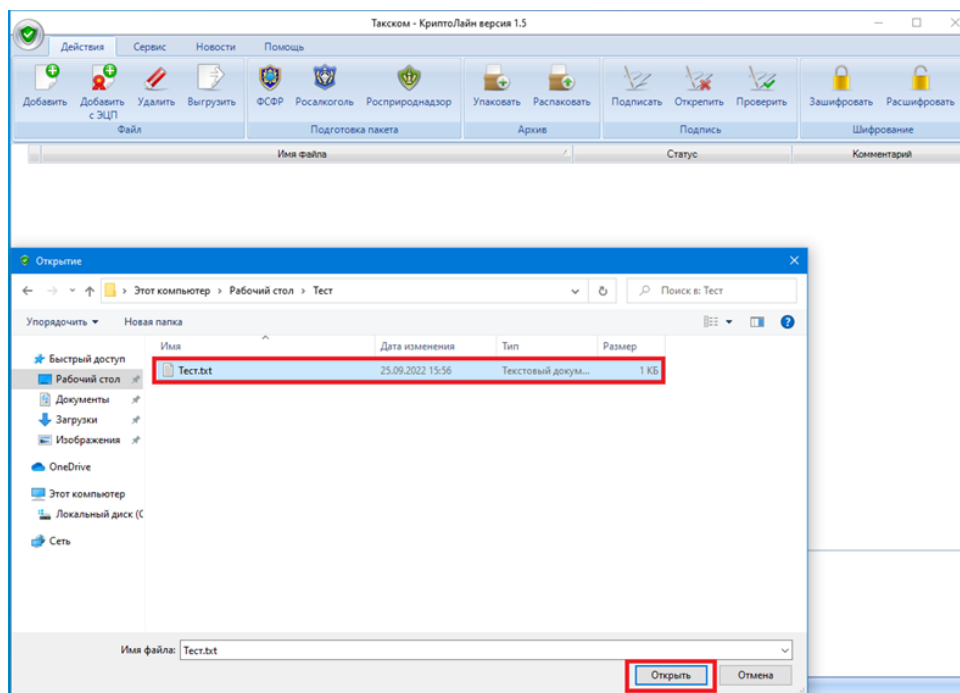 Такском - КриптоЛайн версия 1.5
Действия Сервис Новости Помощь
Добавить Добавить с ЭЦП Удалить Выгрузить ФСФР Росалкоголь Росприроднадзор Упаковать Распаковать Подписать Открепить Проверить Зашифровать Расшифровать
Файл Подготовка пакета Архив Подпись Шифрование
Имя файла Статус Комментарий
Открытие
Этот компьютер › Рабочий стол › Тест Поиск в: Тест
Упорядочить Новая папка
Имя Дата изменения Тип Размер
Быстрый доступ
Тест.txt 25.09.2022 15:56 Текстовый докум... 1 КБ
Рабочий стол
Документы
Загрузки
Изображения
OneDrive
Этот компьютер
Локальный диск (C
Сеть
Имя файла: Тест.txt
Открыть Отмена